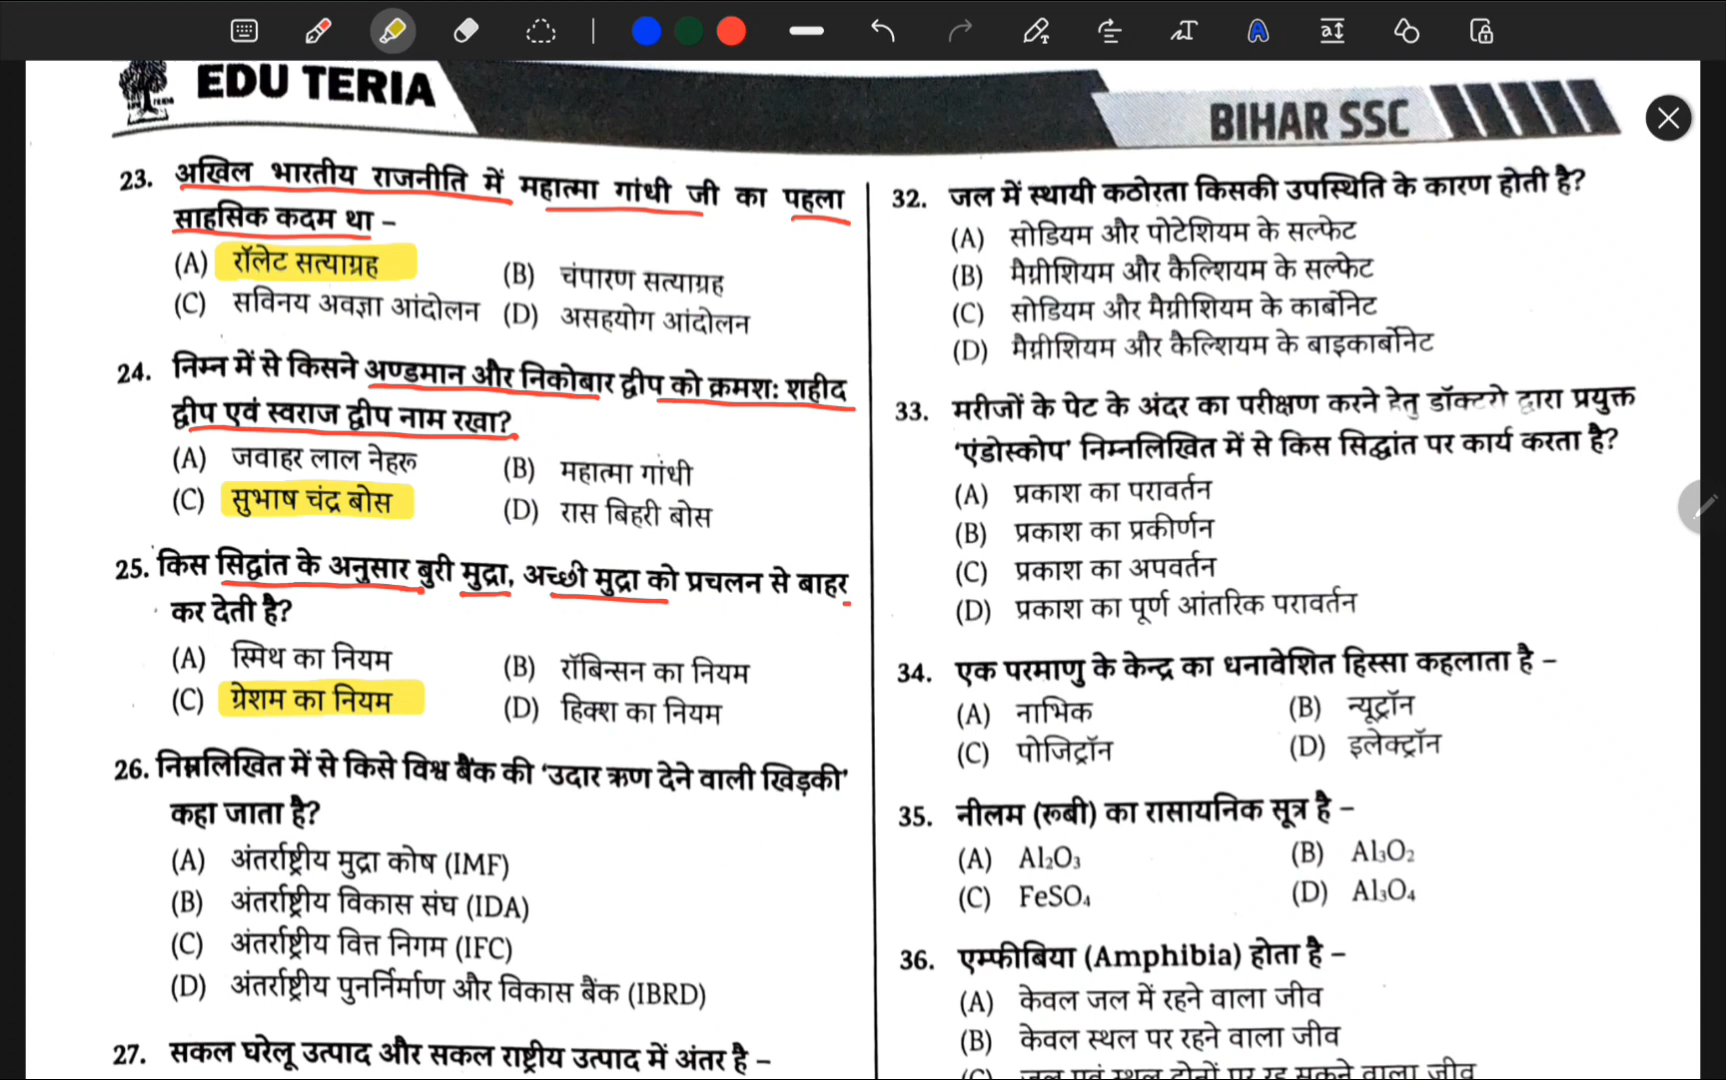 EDU TERIA
BIHAR SSC
23. अखिल भारतीय राजनीति में महात्मा गांधी जी का पहला
साहसिक कदम था –
(A) रॉलेट सत्याग्रह (B) चंपारण सत्याग्रह
(C) सविनय अवज्ञा आंदोलन (D) असहयोग आंदोलन
24. निम्न में से किसने अण्डमान और निकोबार द्वीप को क्रमशः शहीद
द्वीप एवं स्वराज द्वीप नाम रखा?
(A) जवाहर लाल नेहरू (B) महात्मा गांधी
(C) सुभाष चंद्र बोस (D) रास बिहरी बोस
25. किस सिद्धांत के अनुसार बुरी मुद्रा, अच्छी मुद्रा को प्रचलन से बाहर
कर देती है?
(A) स्मिथ का नियम (B) रॉबिन्सन का नियम
(C) ग्रेशम का नियम (D) हिक्श का नियम
26. निम्नलिखित में से किसे विश्व बैंक की ‘उदार ऋण देने वाली खिड़की’
कहा जाता है?
(A) अंतर्राष्ट्रीय मुद्रा कोष (IMF)
(B) अंतर्राष्ट्रीय विकास संघ (IDA)
(C) अंतर्राष्ट्रीय वित्त निगम (IFC)
(D) अंतर्राष्ट्रीय पुनर्निर्माण और विकास बैंक (IBRD)
27. सकल घरेलू उत्पाद और सकल राष्ट्रीय उत्पाद में अंतर है –
32. जल में स्थायी कठोरता किसकी उपस्थिति के कारण होती है?
(A) सोडियम और पोटेशियम के सल्फेट
(B) मैग्नीशियम और कैल्शियम के सल्फेट
(C) सोडियम और मैग्नीशियम के कार्बोनेट
(D) मैग्नीशियम और कैल्शियम के बाइकार्बोनेट
33. मरीजों के पेट के अंदर का परीक्षण करने हेतु डॉक्टरो द्वारा प्रयुक्त
‘एंडोस्कोप’ निम्नलिखित में से किस सिद्धांत पर कार्य करता है?
(A) प्रकाश का परावर्तन
(B) प्रकाश का प्रकीर्णन
(C) प्रकाश का अपवर्तन
(D) प्रकाश का पूर्ण आंतरिक परावर्तन
34. एक परमाणु के केन्द्र का धनावेशित हिस्सा कहलाता है –
(A) नाभिक (B) न्यूट्रॉन
(C) पोजिट्रॉन (D) इलेक्ट्रॉन
35. नीलम (रूबी) का रासायनिक सूत्र है –
(A) Al₂O₃ (B) Al₃O₂
(C) FeSO₄ (D) Al₃O₄
36. एम्फीबिया (Amphibia) होता है –
(A) केवल जल में रहने वाला जीव
(B) केवल स्थल पर रहने वाला जीव
(C) जल एवं स्थल दोनों पर रह सकने वाला जीव